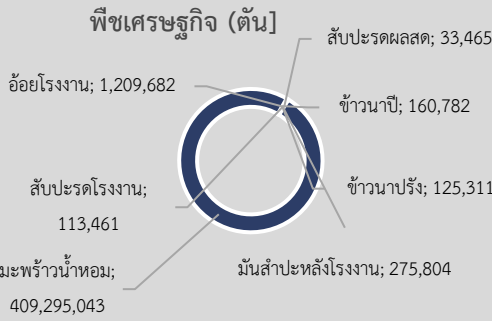 พืชเศรษฐกิจ (ตัน]
สับปะรดผลสด; 33,465
อ้อยโรงงาน; 1,209,682
ข้าวนาปี; 160,782
สับปะรดโรงงาน;
113,461
ข้าวนาปรัง; 125,311
มันสำปะหลังโรงงาน; 275,804
มะพร้าวน้ำหอม;
409,295,043